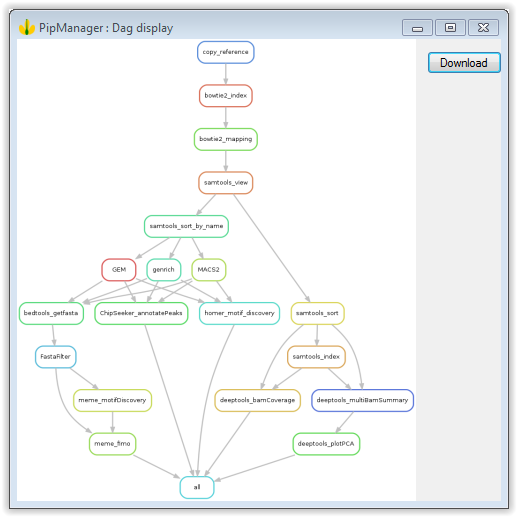 PipManager : Dag display
Download
copy_reference
bowtie2_index
bowtie2_mapping
samtools_view
samtools_sort_by_name
GEM
genrich
MACS2
bedtools_getfasta
ChipSeeker_annotatePeaks
homer_motif_discovery
samtools_sort
FastaFilter
samtools_index
meme_motifDiscovery
deeptools_bamCoverage
deeptools_multiBamSummary
meme_fimo
deeptools_plotPCA
all